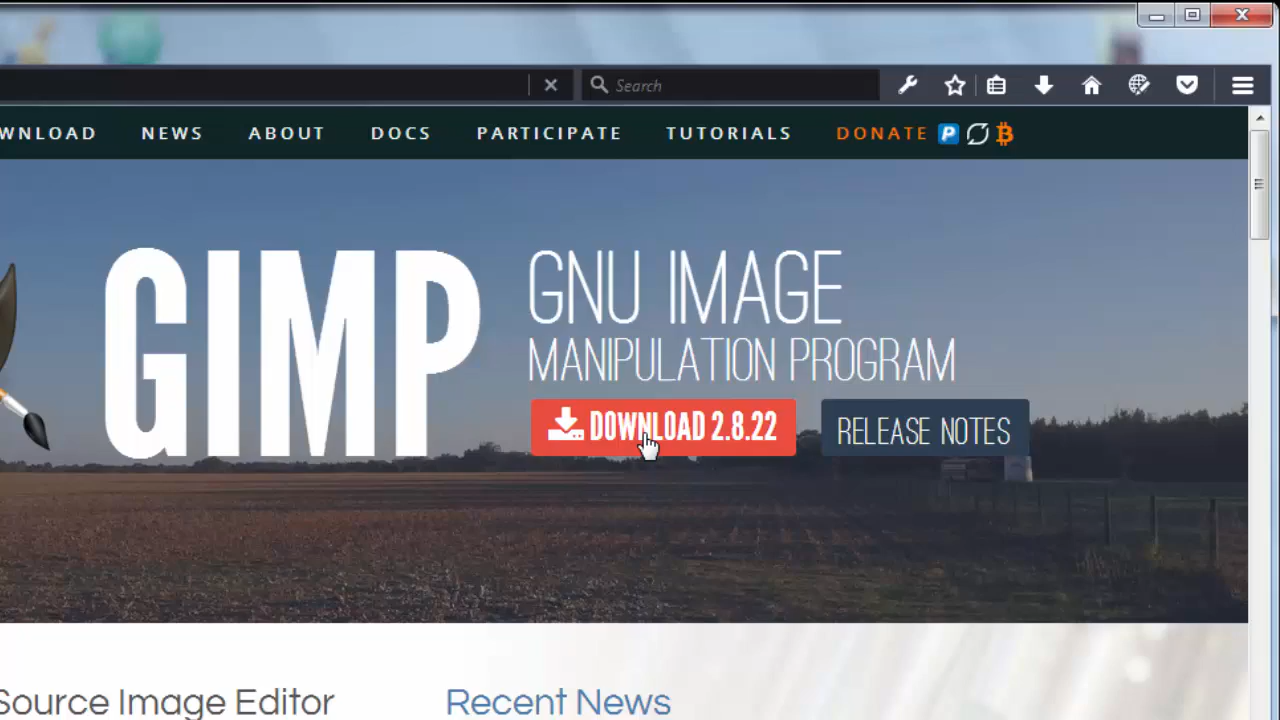 Search
WNLOAD NEWS ABOUT DOCS PARTICIPATE TUTORIALS DONATE
GIMP
GNU IMAGE
MANIPULATION PROGRAM
DOWNLOAD 2.8.22
RELEASE NOTES
Source Image Editor
Recent News